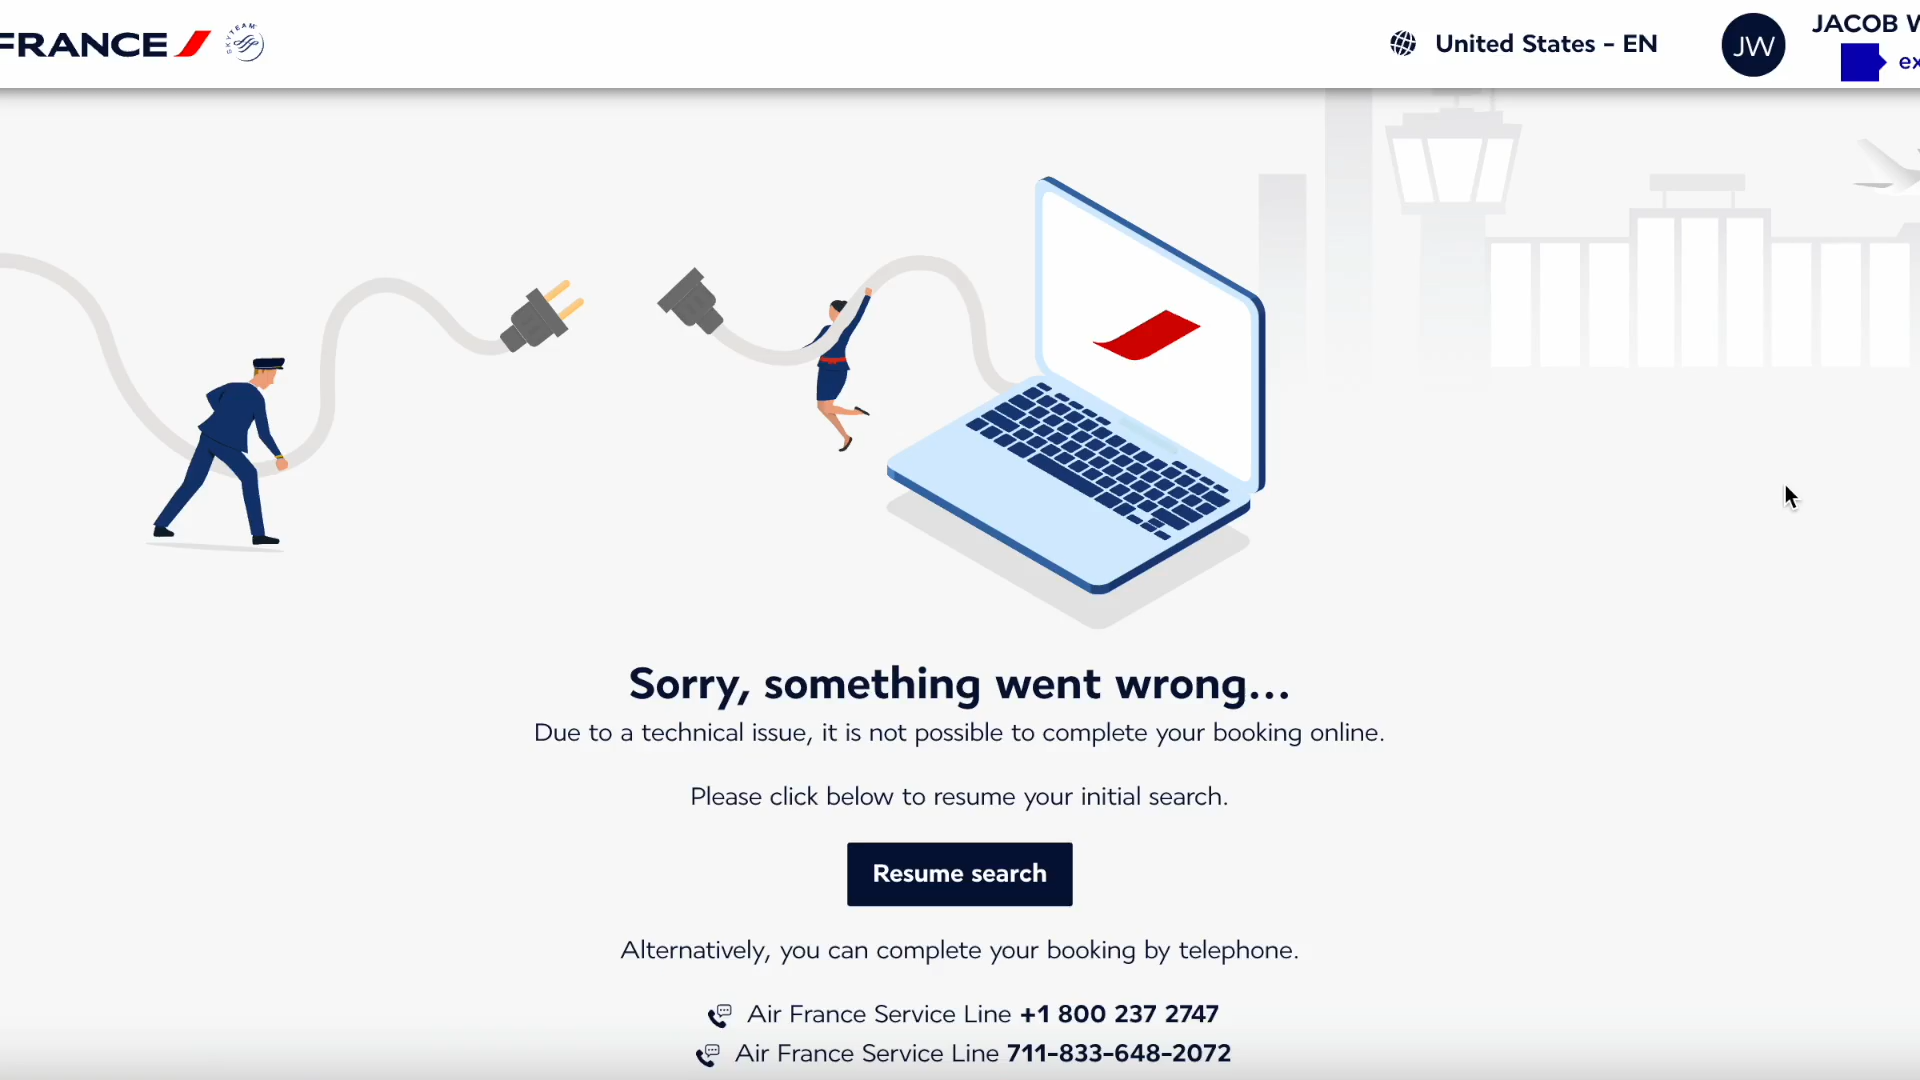 FRANCE
SKYTEAM
United States - EN
JW
JACOB W
ex
Sorry, something went wrong...
Due to a technical issue, it is not possible to complete your booking online.
Please click below to resume your initial search.
Resume search
Alternatively, you can complete your booking by telephone.
Air France Service Line +1 800 237 2747
Air France Service Line 711-833-648-2072